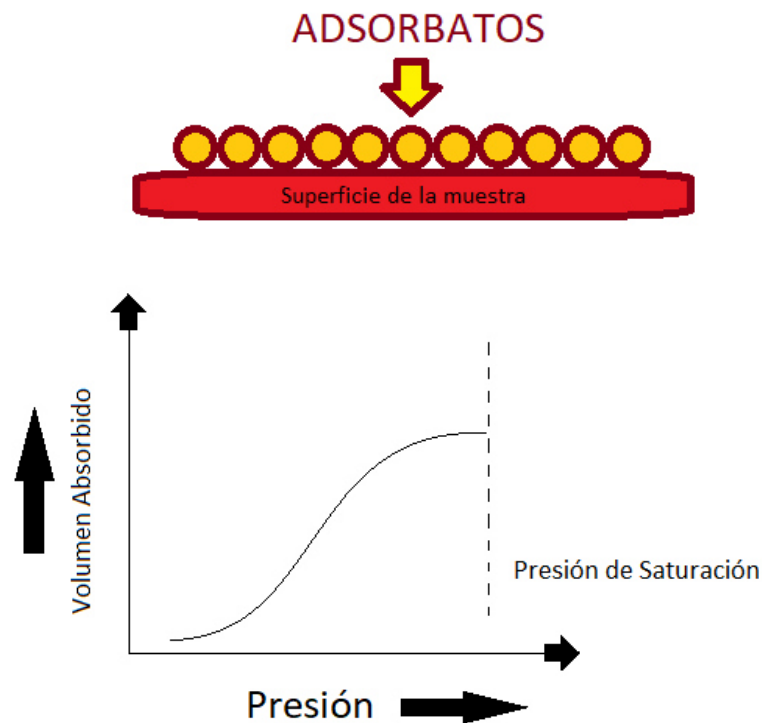 ADSORBATOS
Superficie de la muestra
Volumen Absorbido
Presión de Saturación
Presión